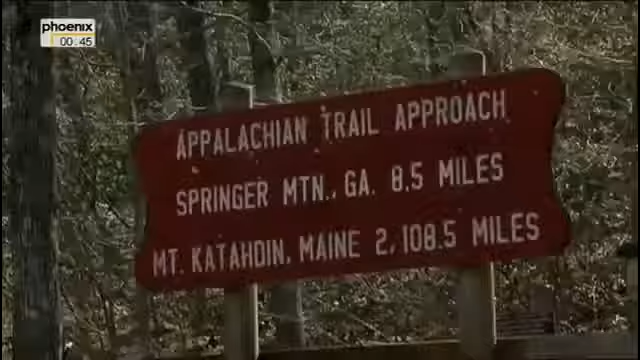 phoenix
00:45
APPALACHIAN TRAIL APPROACH
SPRINGER MTN., GA. 8.5 MILES
MT. KATAHDIN, MAINE 2,108.5 MILES